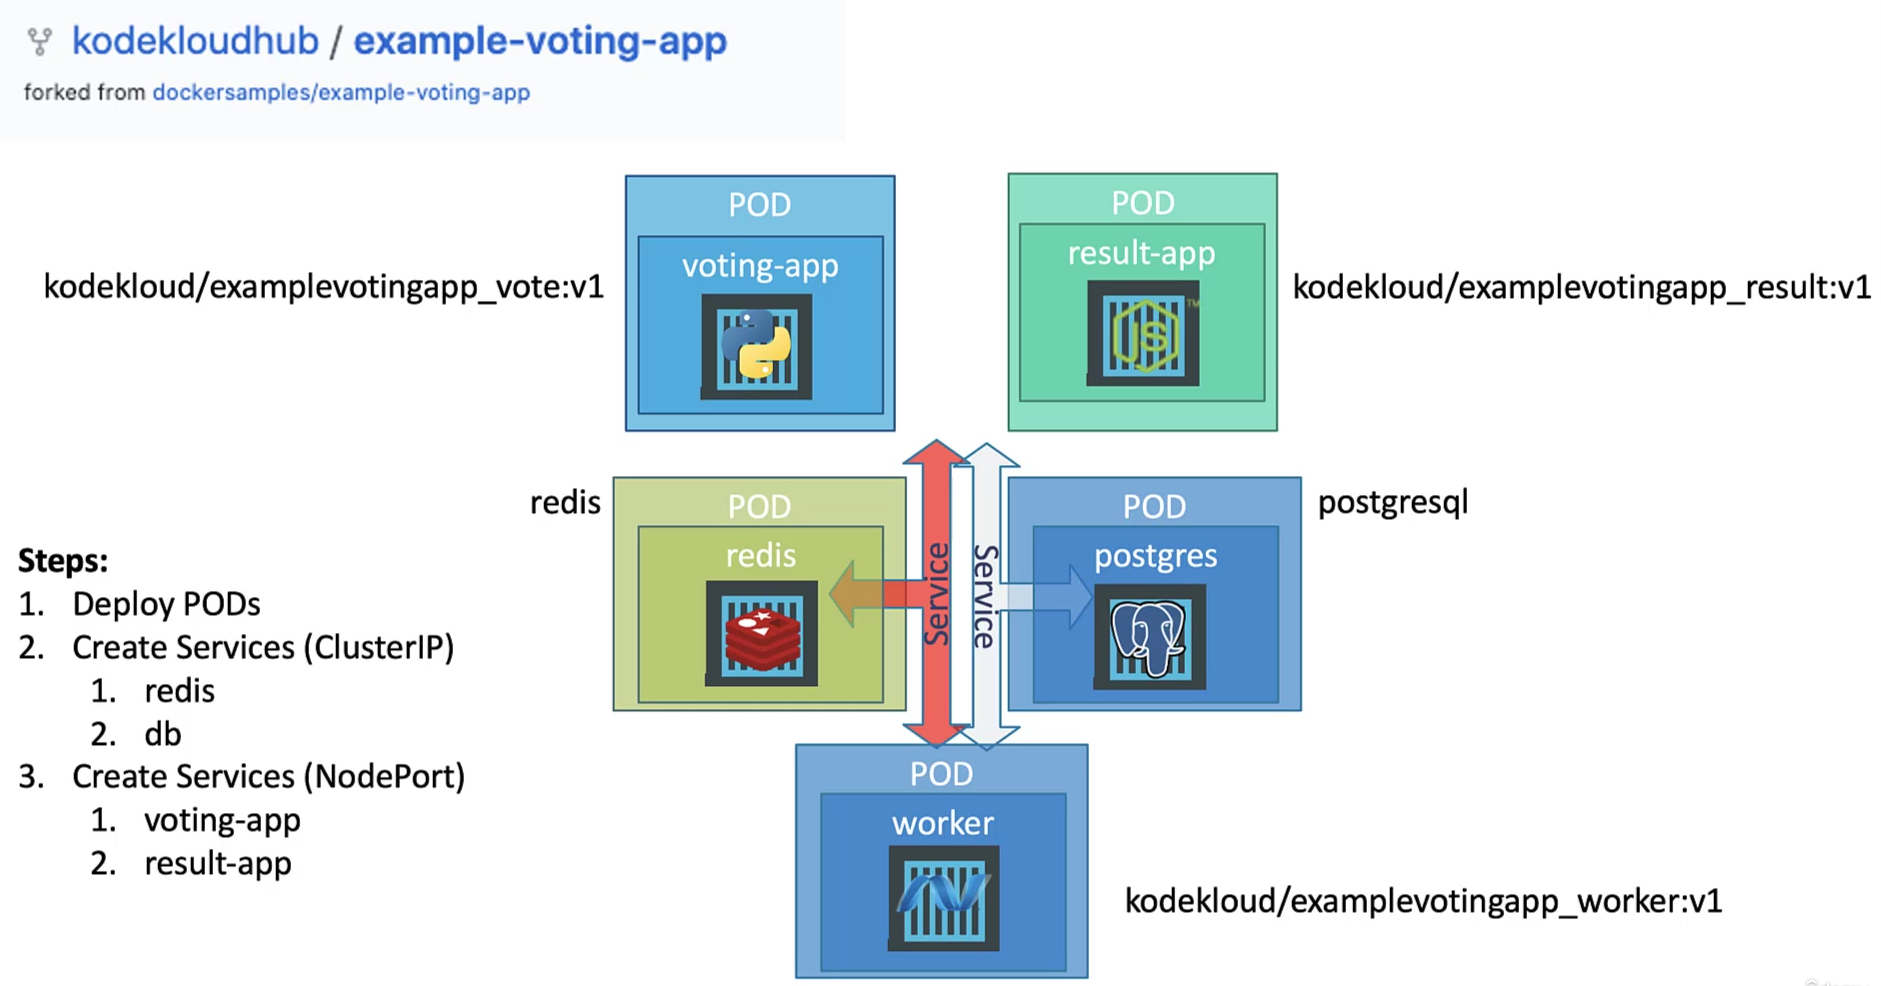 kodekloudhub / example-voting-app
forked from dockersamples/example-voting-app
POD
voting-app
kodekloud/examplevotingapp_vote:v1
POD
result-app
JS
TM
kodekloud/examplevotingapp_result:v1
redis
POD
redis
Service
Service
POD
postgres
postgresql
Steps:
1. Deploy PODs
2. Create Services (ClusterIP)
1. redis
2. db
3. Create Services (NodePort)
1. voting-app
2. result-app
POD
worker
kodekloud/examplevotingapp_worker:v1